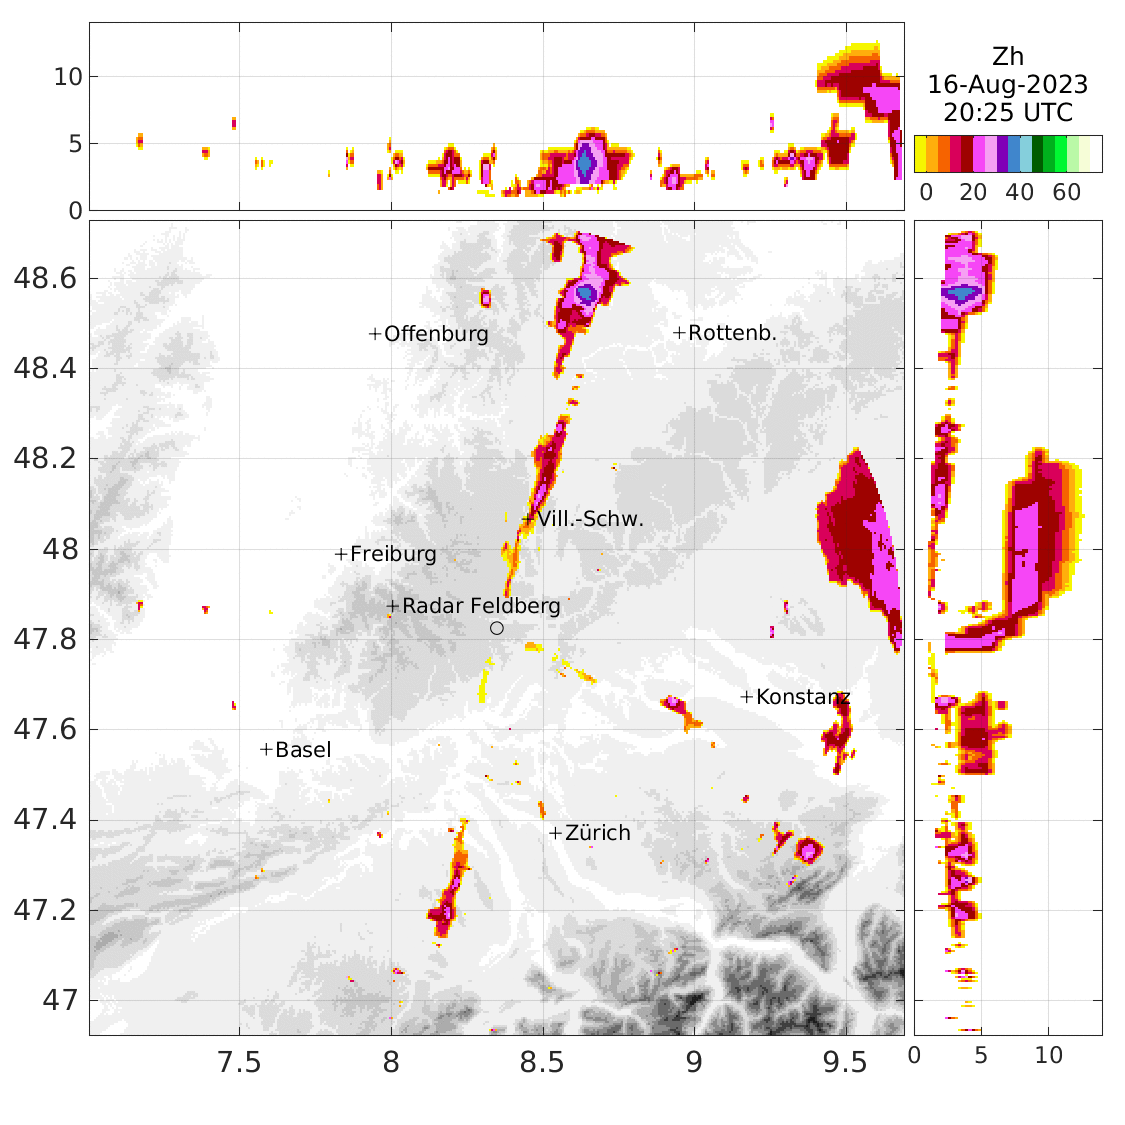 10
5
0
Zh
16-Aug-2023
20:25 UTC
0 20 40 60
48.6
48.4
48.2
48
47.8
47.6
47.4
47.2
47
Offenburg
Rottenb.
Vill.-Schw.
Freiburg
Radar Feldberg
Konstanz
Basel
Zürich
7.5 8 8.5 9 9.5
0 5 10